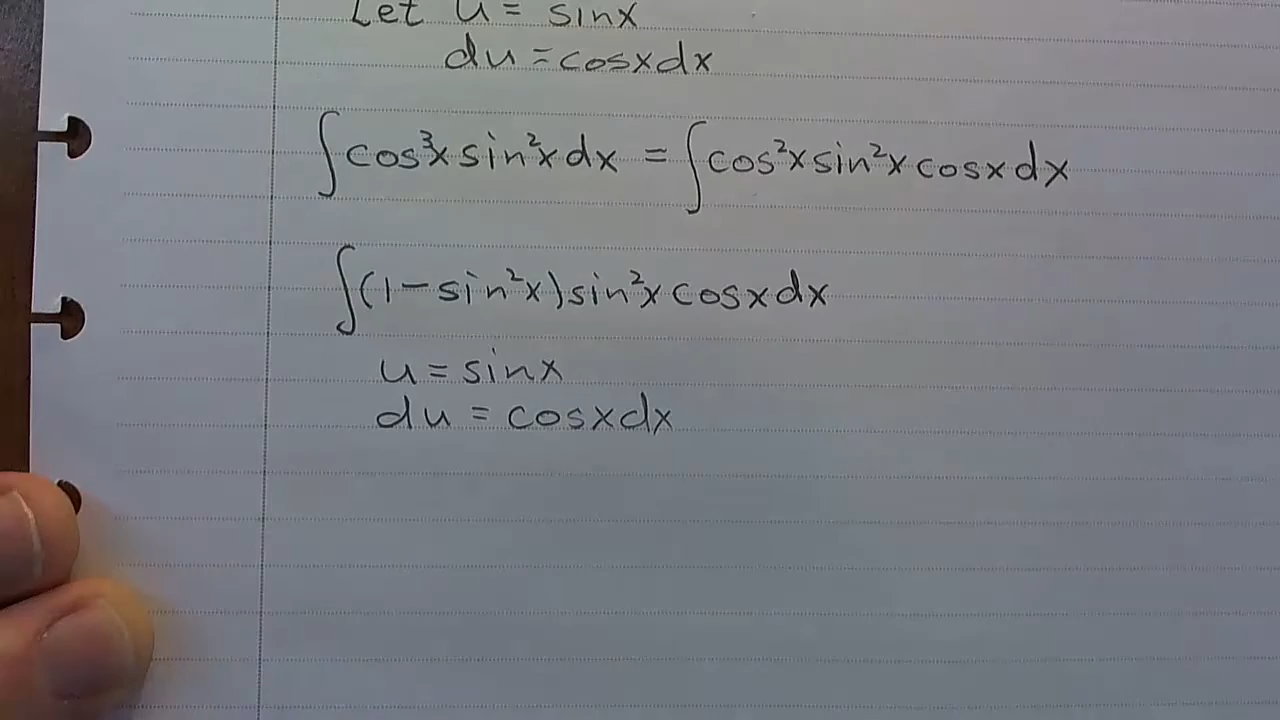 Let u = sinx
du = cosxdx
∫cos³x sin²x dx = ∫cos²x sin²x cosx dx
∫(1-sin²x) sin²x cosx dx
u = sinx
du = cosxdx